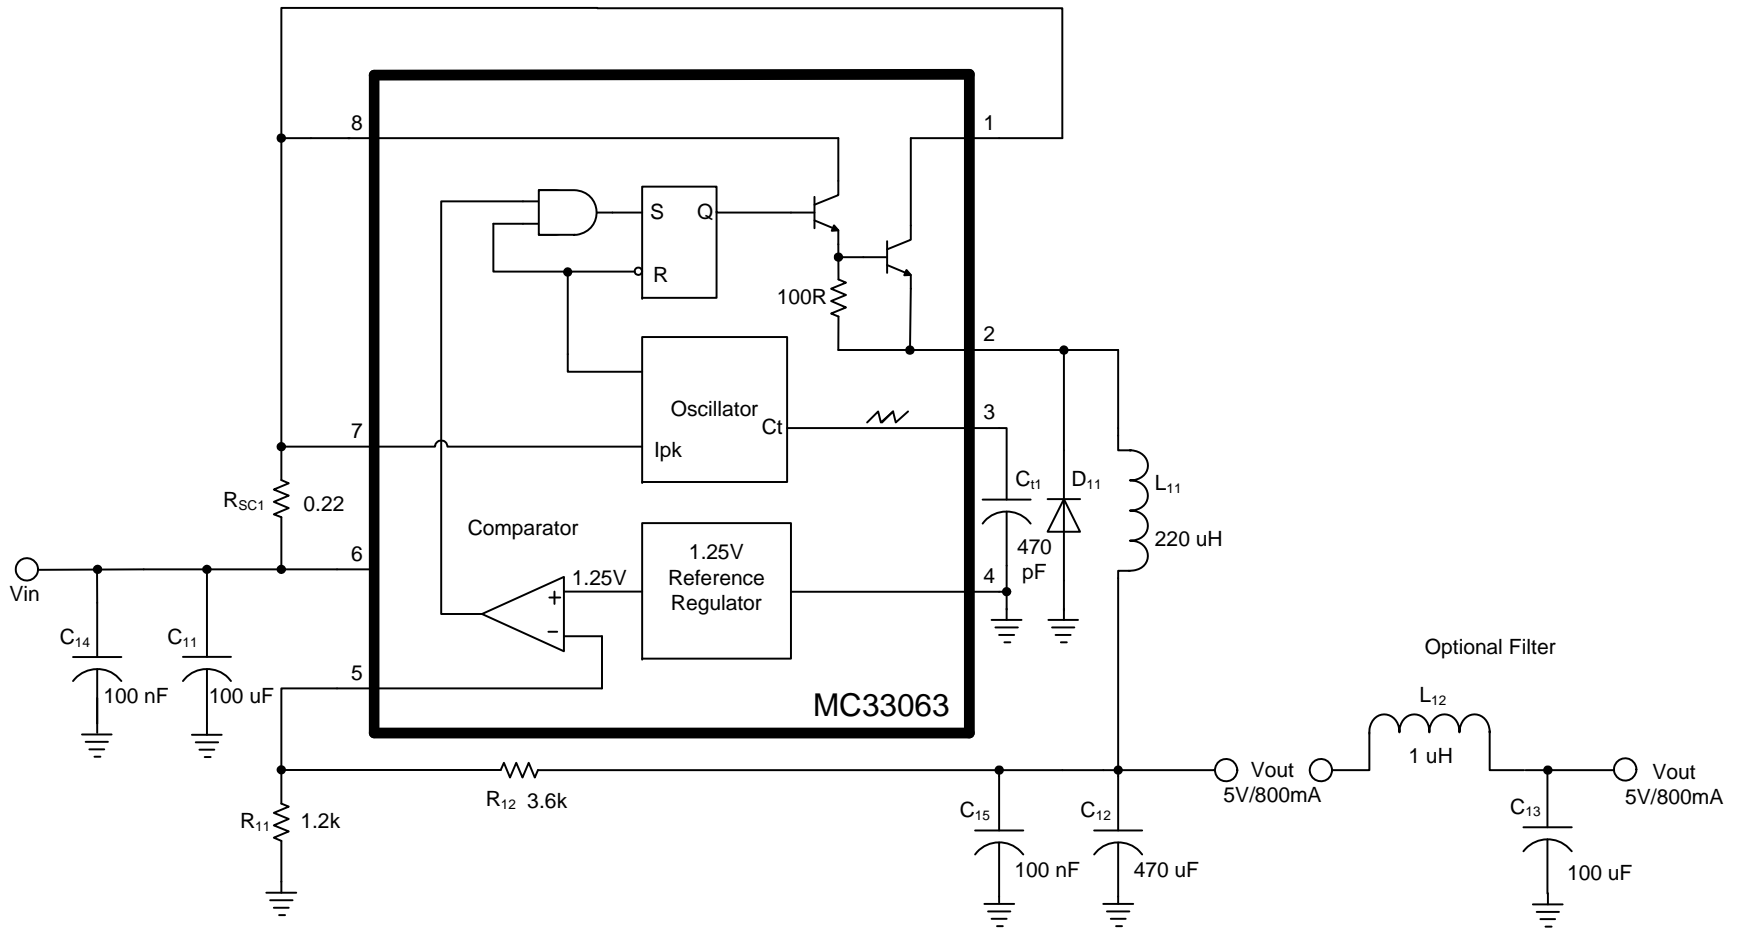 8
1
S
Q
R
100R
2
Oscillator
Ct
3
7
Ipk
Ct1
D11
L11
RSC1
0.22
Comparator
470
pF
220 uH
6
1.25V
Reference
Regulator
1.25V
4
Vin
+
−
C14
C11
100 nF
100 uF
5
MC33063
Optional Filter
L12
1 uH
Vout
5V/800mA
Vout
5V/800mA
R12
3.6k
R11
1.2k
C15
C12
C13
100 nF
470 uF
100 uF